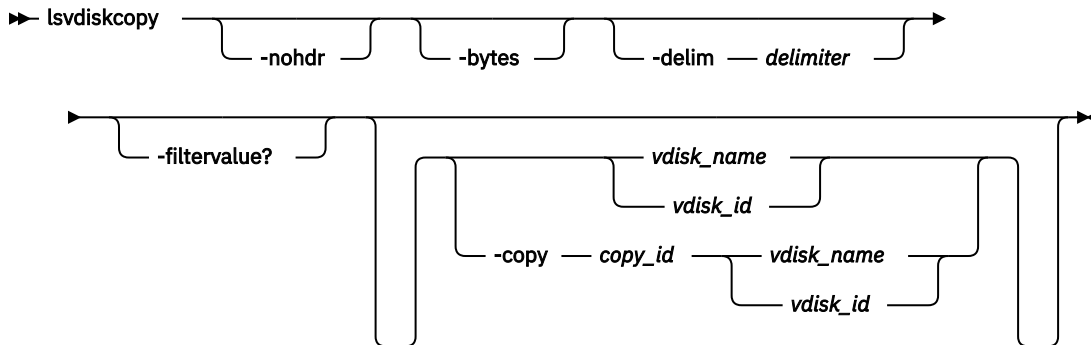 lsvdiskcopy
-nohdr -bytes -delim delimiter
-filtervalue? vdisk_name
vdisk_id
-copy copy_id vdisk_name
vdisk_id